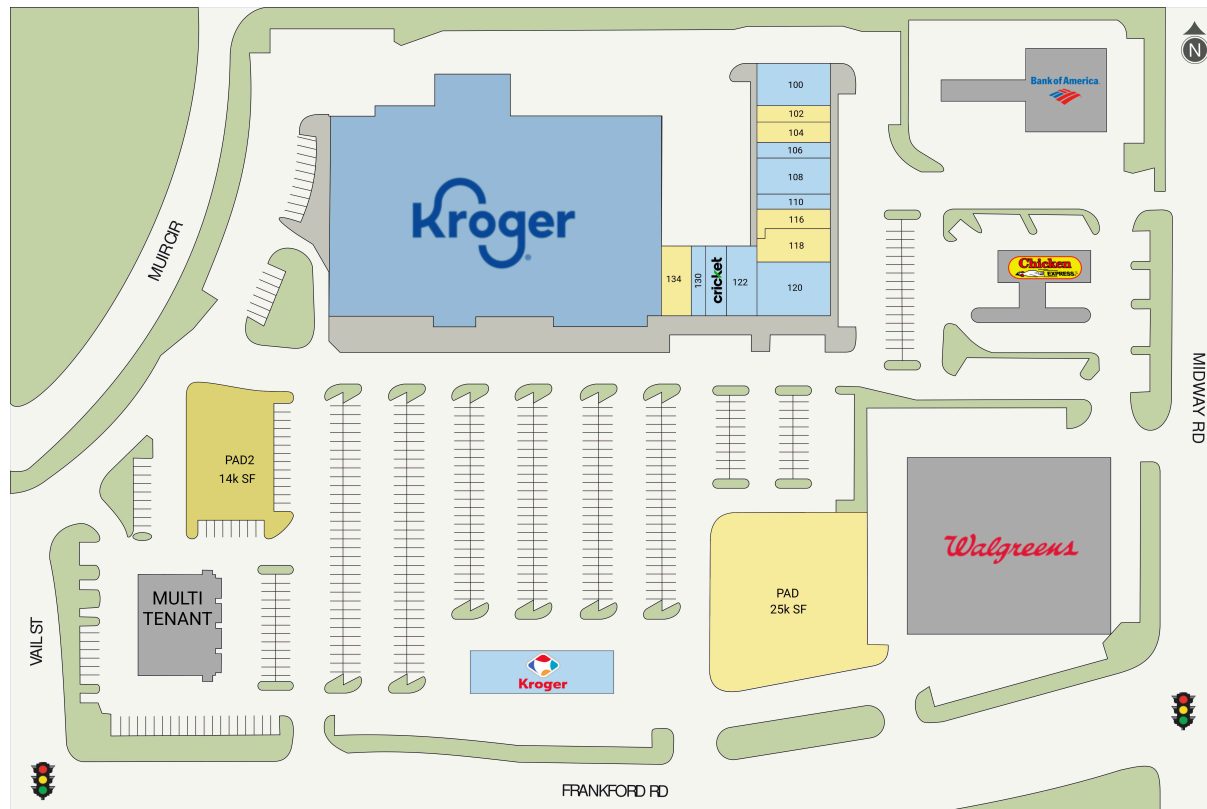 N
Bank of America
100
102
104
106
108
110
116
118
120
122
cricket
130
134
Kroger
MUIR CIR
Chicken
EXPRESS
MIDWAY RD
PAD2
14k SF
Walgreens
PAD
25k SF
MULTI
TENANT
VAIL ST
Kroger
FRANKFORD RD